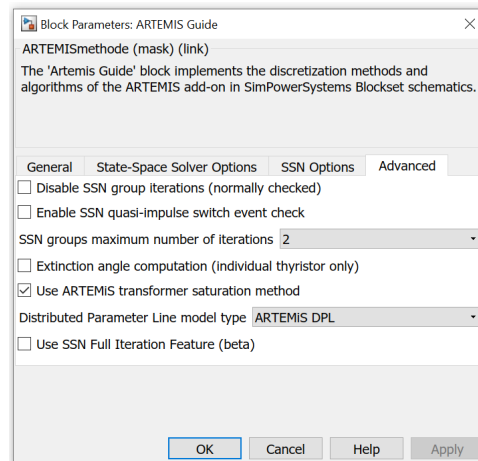 Block Parameters: ARTEMIS Guide
ARTEMISmethode (mask) (link)
The 'Artemis Guide' block implements the discretization methods and
algorithms of the ARTEMIS add-on in SimPowerSystems Blockset schematics.
General State-Space Solver Options SSN Options Advanced
Disable SSN group iterations (normally checked)
Enable SSN quasi-impulse switch event check
SSN groups maximum number of iterations 2
Extinction angle computation (individual thyristor only)
Use ARTEMiS transformer saturation method
Distributed Parameter Line model type ARTEMiS DPL
Use SSN Full Iteration Feature (beta)
OK Cancel Help Apply